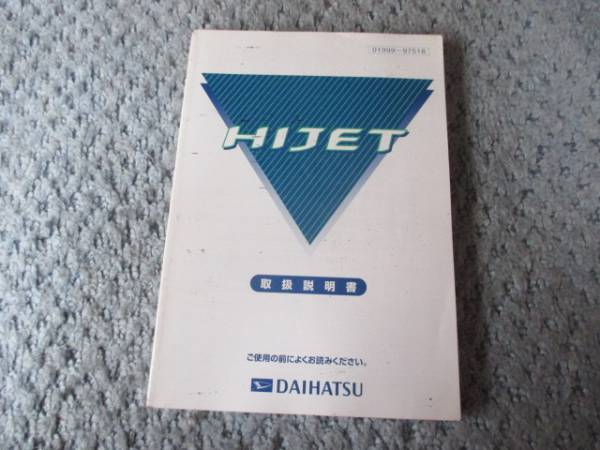 01999-97518
HIJET
取扱説明書
ご使用の前によくお読みください。
DAIHATSU